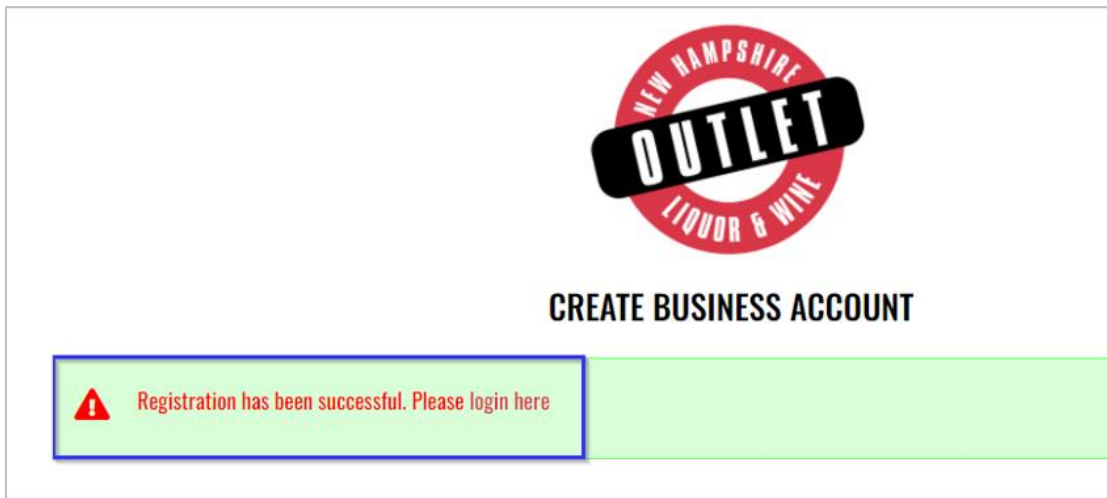 NEW HAMPSHIRE
OUTLET
LIQUOR & WINE
CREATE BUSINESS ACCOUNT
Registration has been successful. Please login here